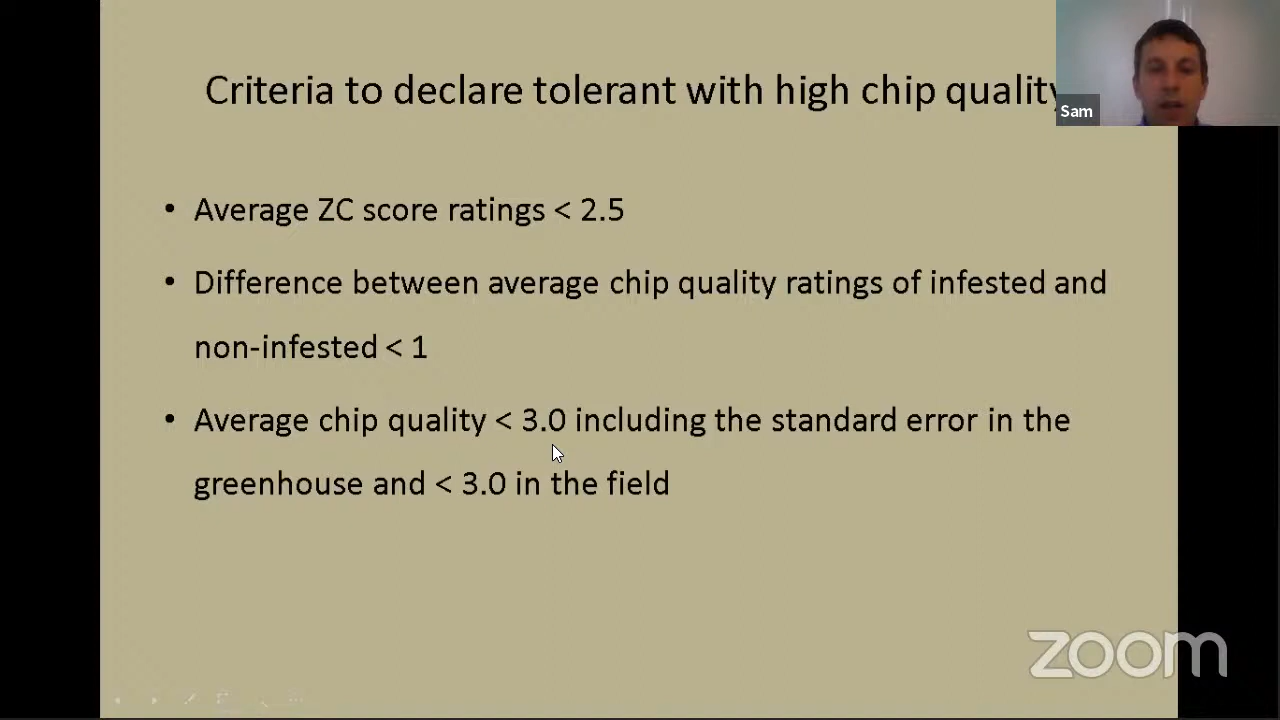 Criteria to declare tolerant with high chip quality
Sam
• Average ZC score ratings < 2.5
• Difference between average chip quality ratings of infested and
non-infested < 1
• Average chip quality < 3.0 including the standard error in the
greenhouse and < 3.0 in the field
zoom